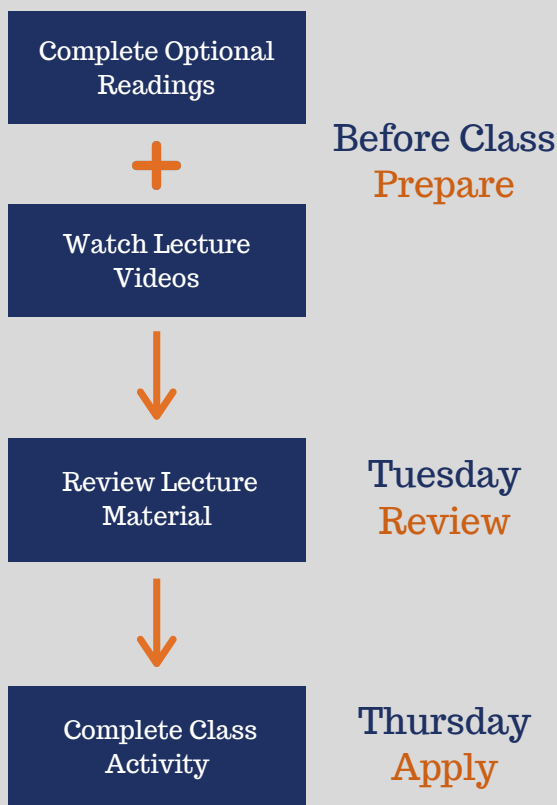 Complete Optional
Readings
Before Class
Prepare
Watch Lecture
Videos
Review Lecture
Material
Tuesday
Review
Complete Class
Activity
Thursday
Apply